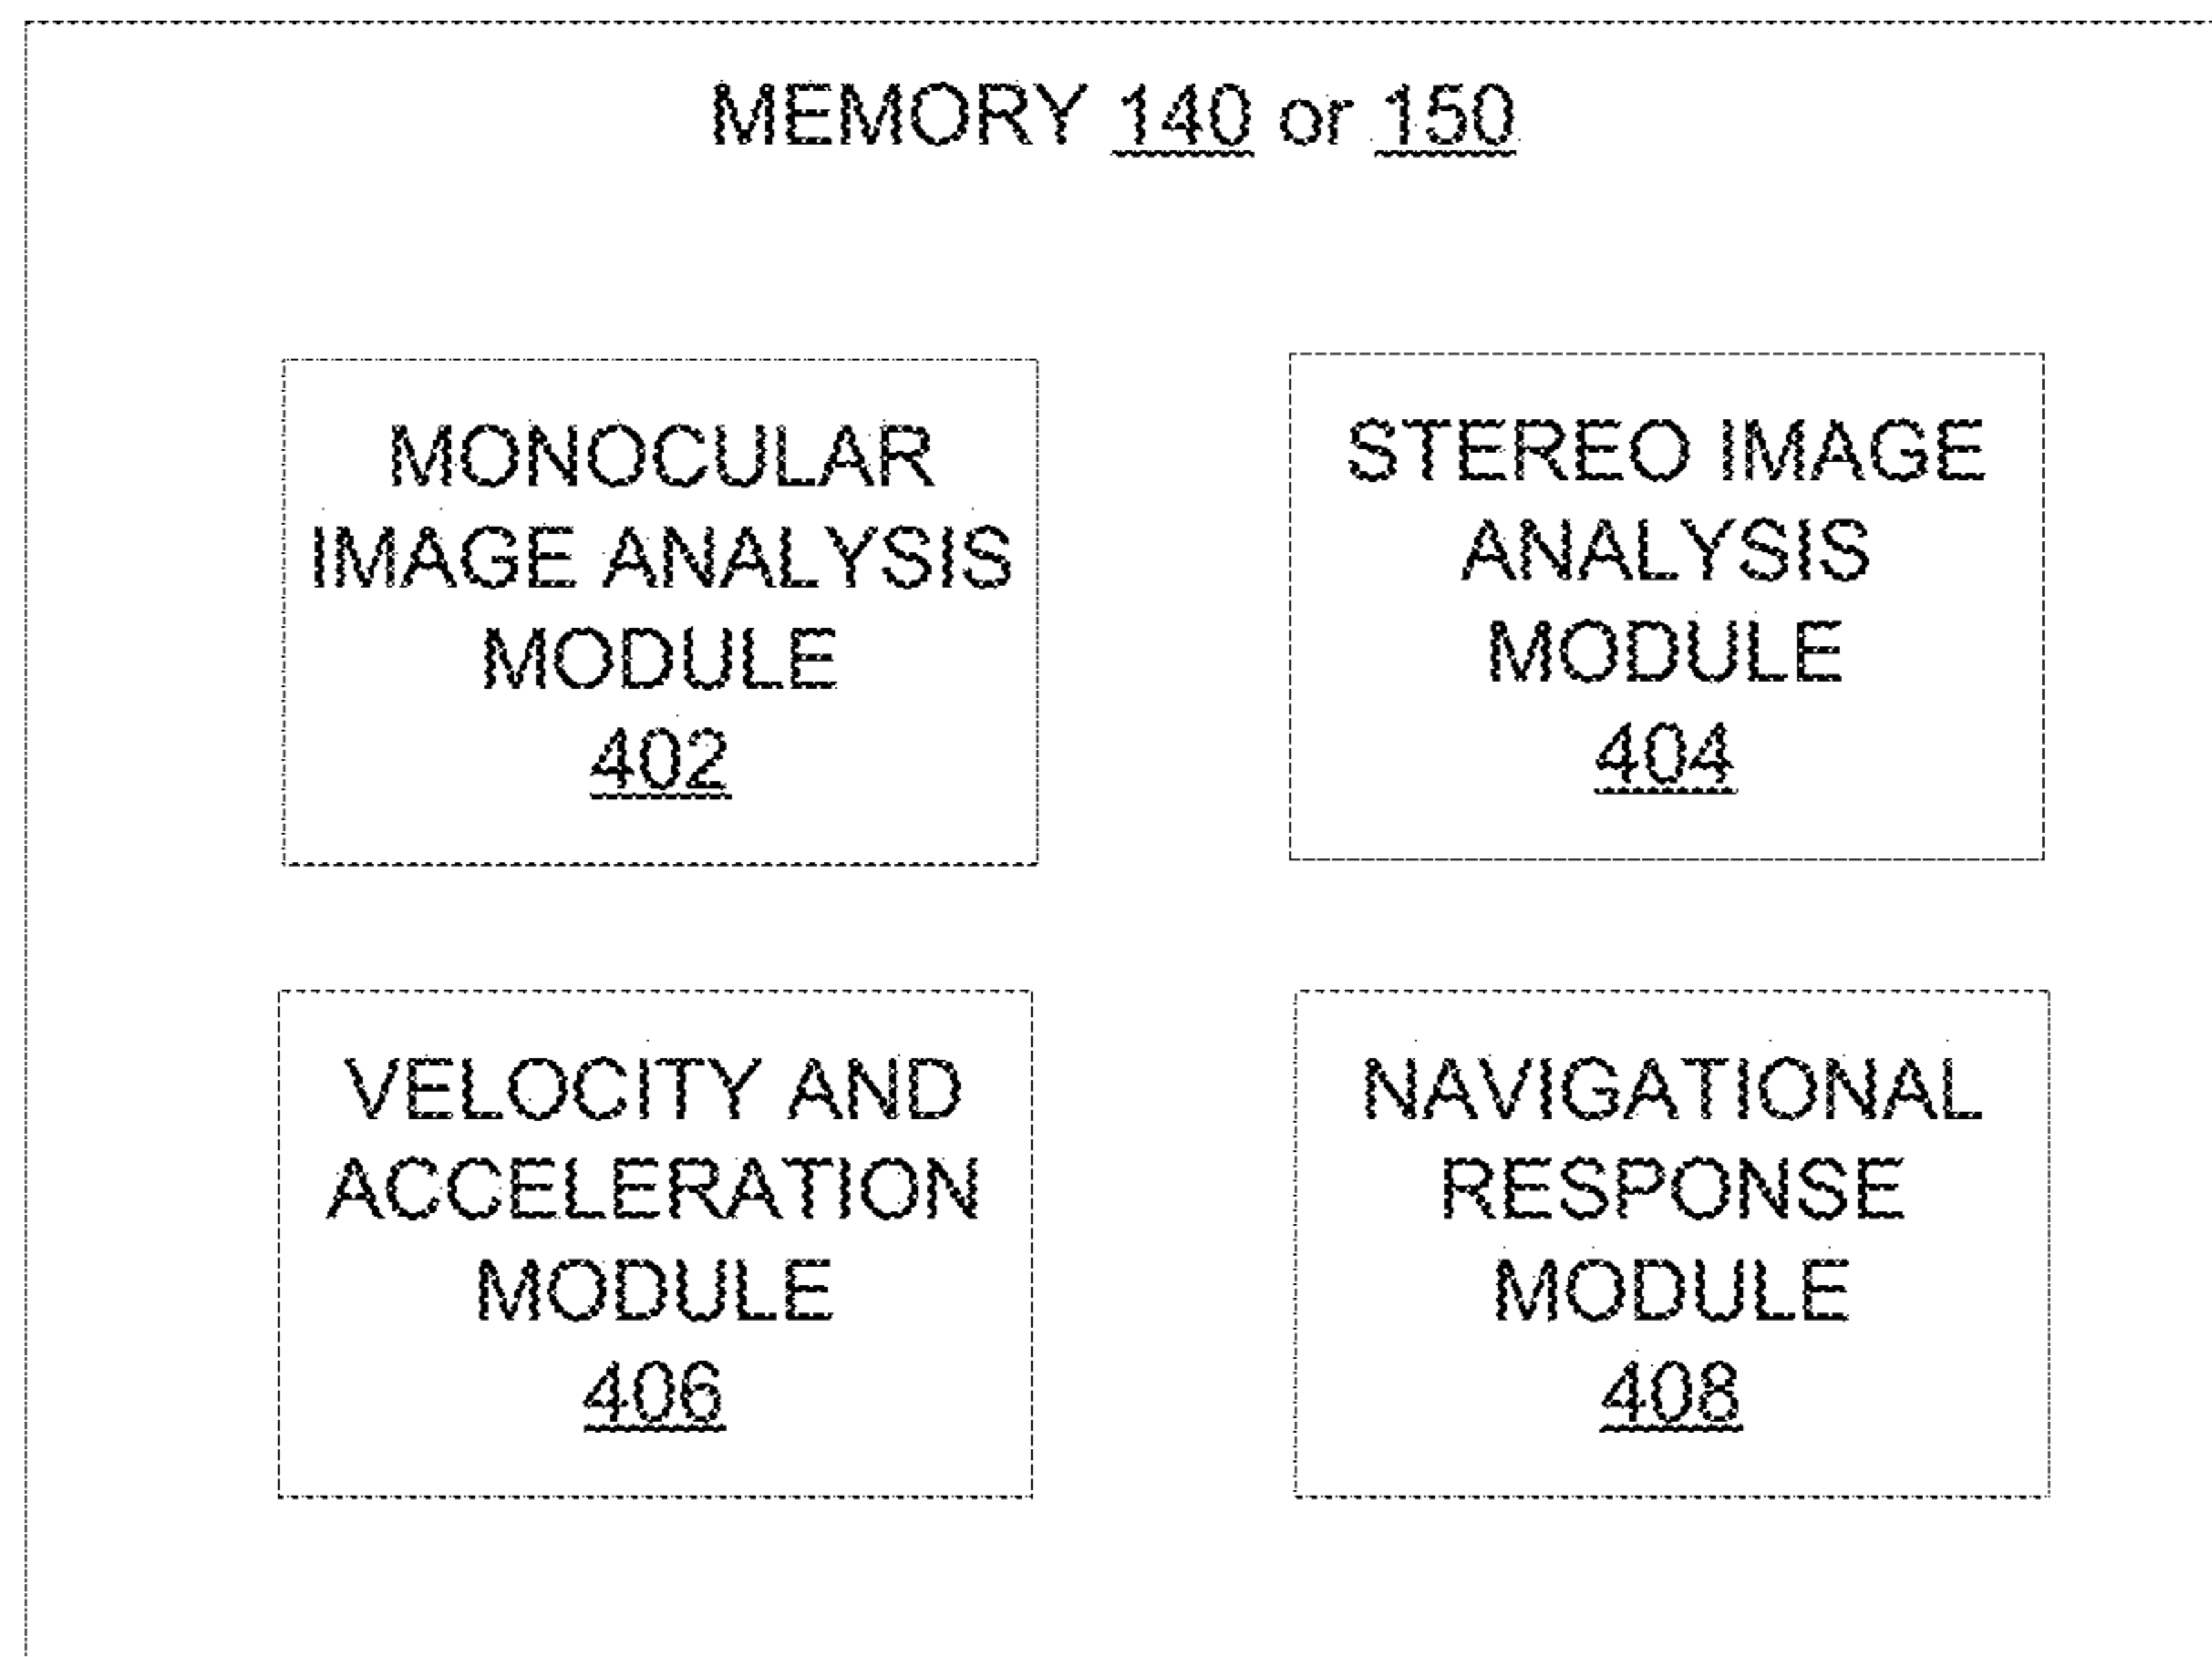 MEMORY 140 or 150
MONOCULAR
IMAGE ANALYSIS
MODULE
402
STEREO IMAGE
ANALYSIS
MODULE
404
VELOCITY AND
ACCELERATION
MODULE
406
NAVIGATIONAL
RESPONSE
MODULE
408